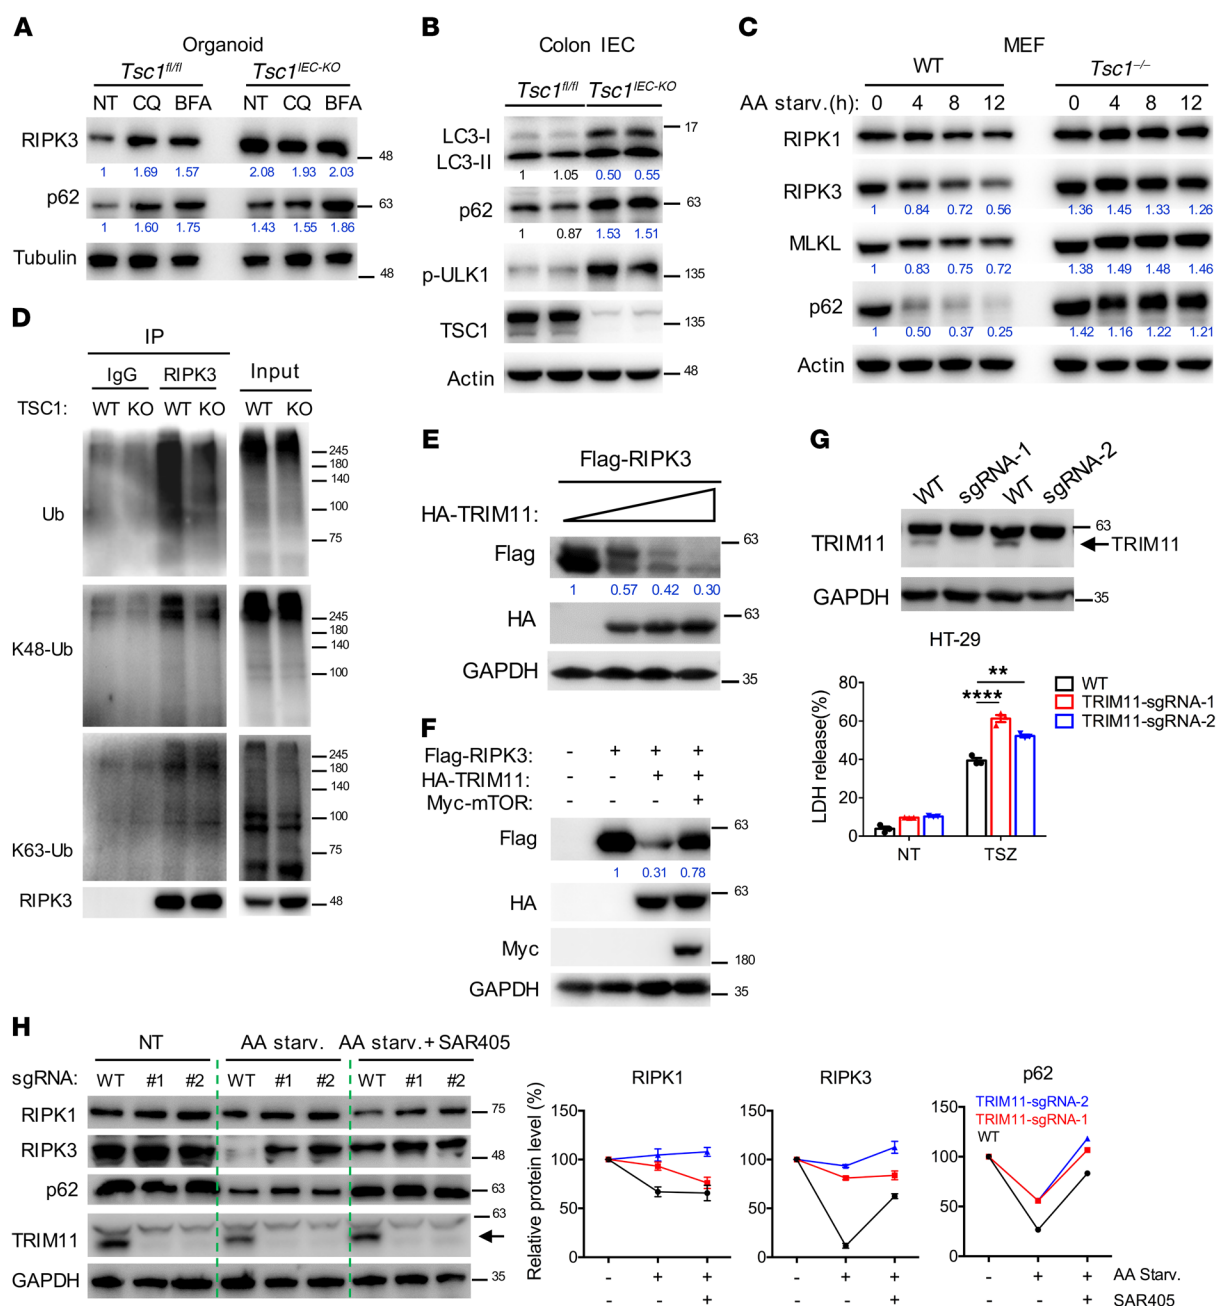 A
Organoid
Tsc1fl/fl Tsc1IEC-KO
NT CQ BFA NT CQ BFA
RIPK3
48
1 1.69 1.57 2.08 1.93 2.03
p62 63
1 1.60 1.75 1.43 1.55 1.86
Tubulin
48
B
Colon IEC
Tsc1fl/fl Tsc1IEC-KO
17
LC3-I
LC3-II
1 1.05 0.50 0.55
p62 63
1 0.87 1.53 1.51
p-ULK1 135
TSC1 135
Actin 48
C
MEF
WT Tsc1–/–
AA starv.(h): 0 4 8 12 0 4 8 12
RIPK1
RIPK3
1 0.84 0.72 0.56 1.36 1.45 1.33 1.26
MLKL
1 0.83 0.75 0.72 1.38 1.49 1.48 1.46
p62
1 0.50 0.37 0.25 1.42 1.16 1.22 1.21
Actin
D
IP
IgG RIPK3 Input
TSC1: WT KO WT KO WT KO
245
180
140
100
Ub
75
245
180
K48-Ub 140
100
245
180
140
100
75
K63-Ub
RIPK3 48
E
Flag-RIPK3
HA-TRIM11:
Flag 63
1 0.57 0.42 0.30
HA 63
GAPDH
35
F
Flag-RIPK3: - + + +
HA-TRIM11: - - + +
Myc-mTOR: - - - +
Flag 63
1 0.31 0.78
HA 63
Myc
180
GAPDH 35
G
WT sgRNA-1 WT sgRNA-2
63
TRIM11 TRIM11
GAPDH 35
HT-29
LDH release(%)
80
60
40
20
0
** 
****
NT TSZ
WT
TRIM11-sgRNA-1
TRIM11-sgRNA-2
H
NT AA starv. AA starv.+ SAR405
sgRNA: WT #1 #2 WT #1 #2 WT #1 #2
RIPK1 75
RIPK3 48
p62 63
63
TRIM11
GAPDH 35
Relative protein level (%)
RIPK1
150
100
50
0
- + +
- - +
RIPK3
150
100
50
0
- + +
- - +
p62
150
100
50
0
TRIM11-sgRNA-2
TRIM11-sgRNA-1
WT
- + + AA Starv.
- - + SAR405